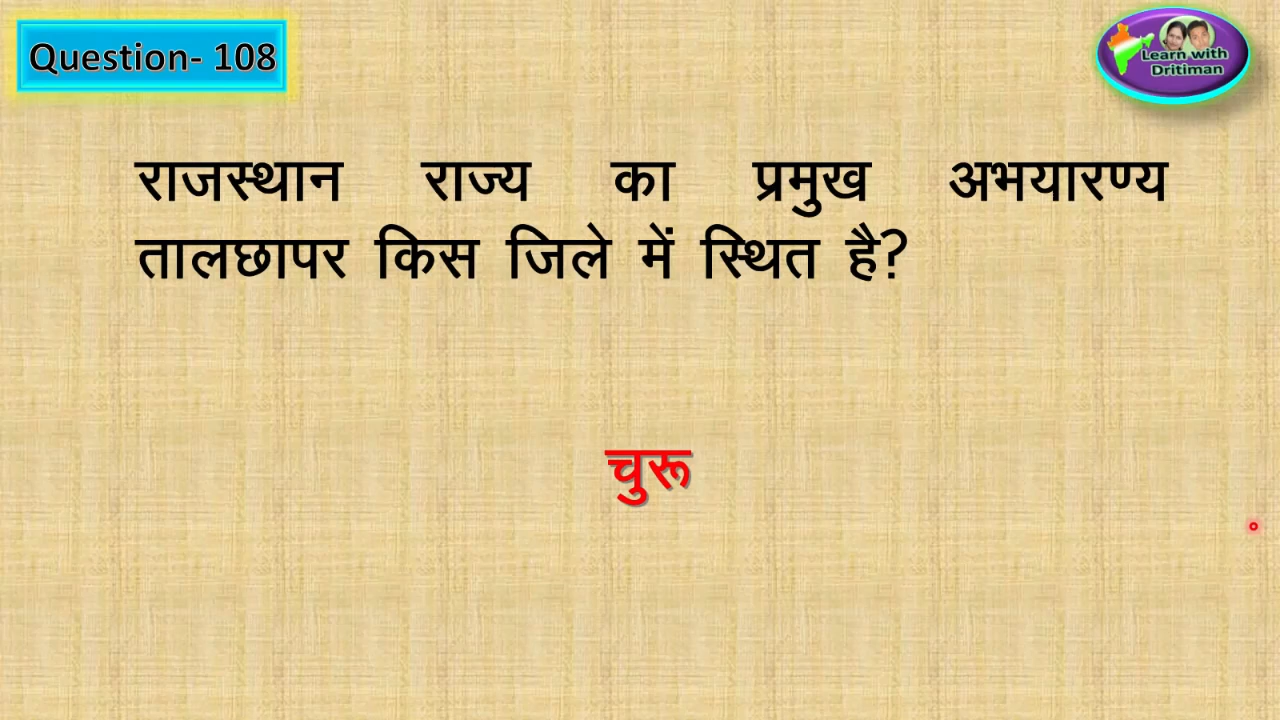 Question- 108
Learn with
Dritiman
राजस्थान राज्य का प्रमुख अभयारण्य
तालछापर किस जिले में स्थित है?
चुरू